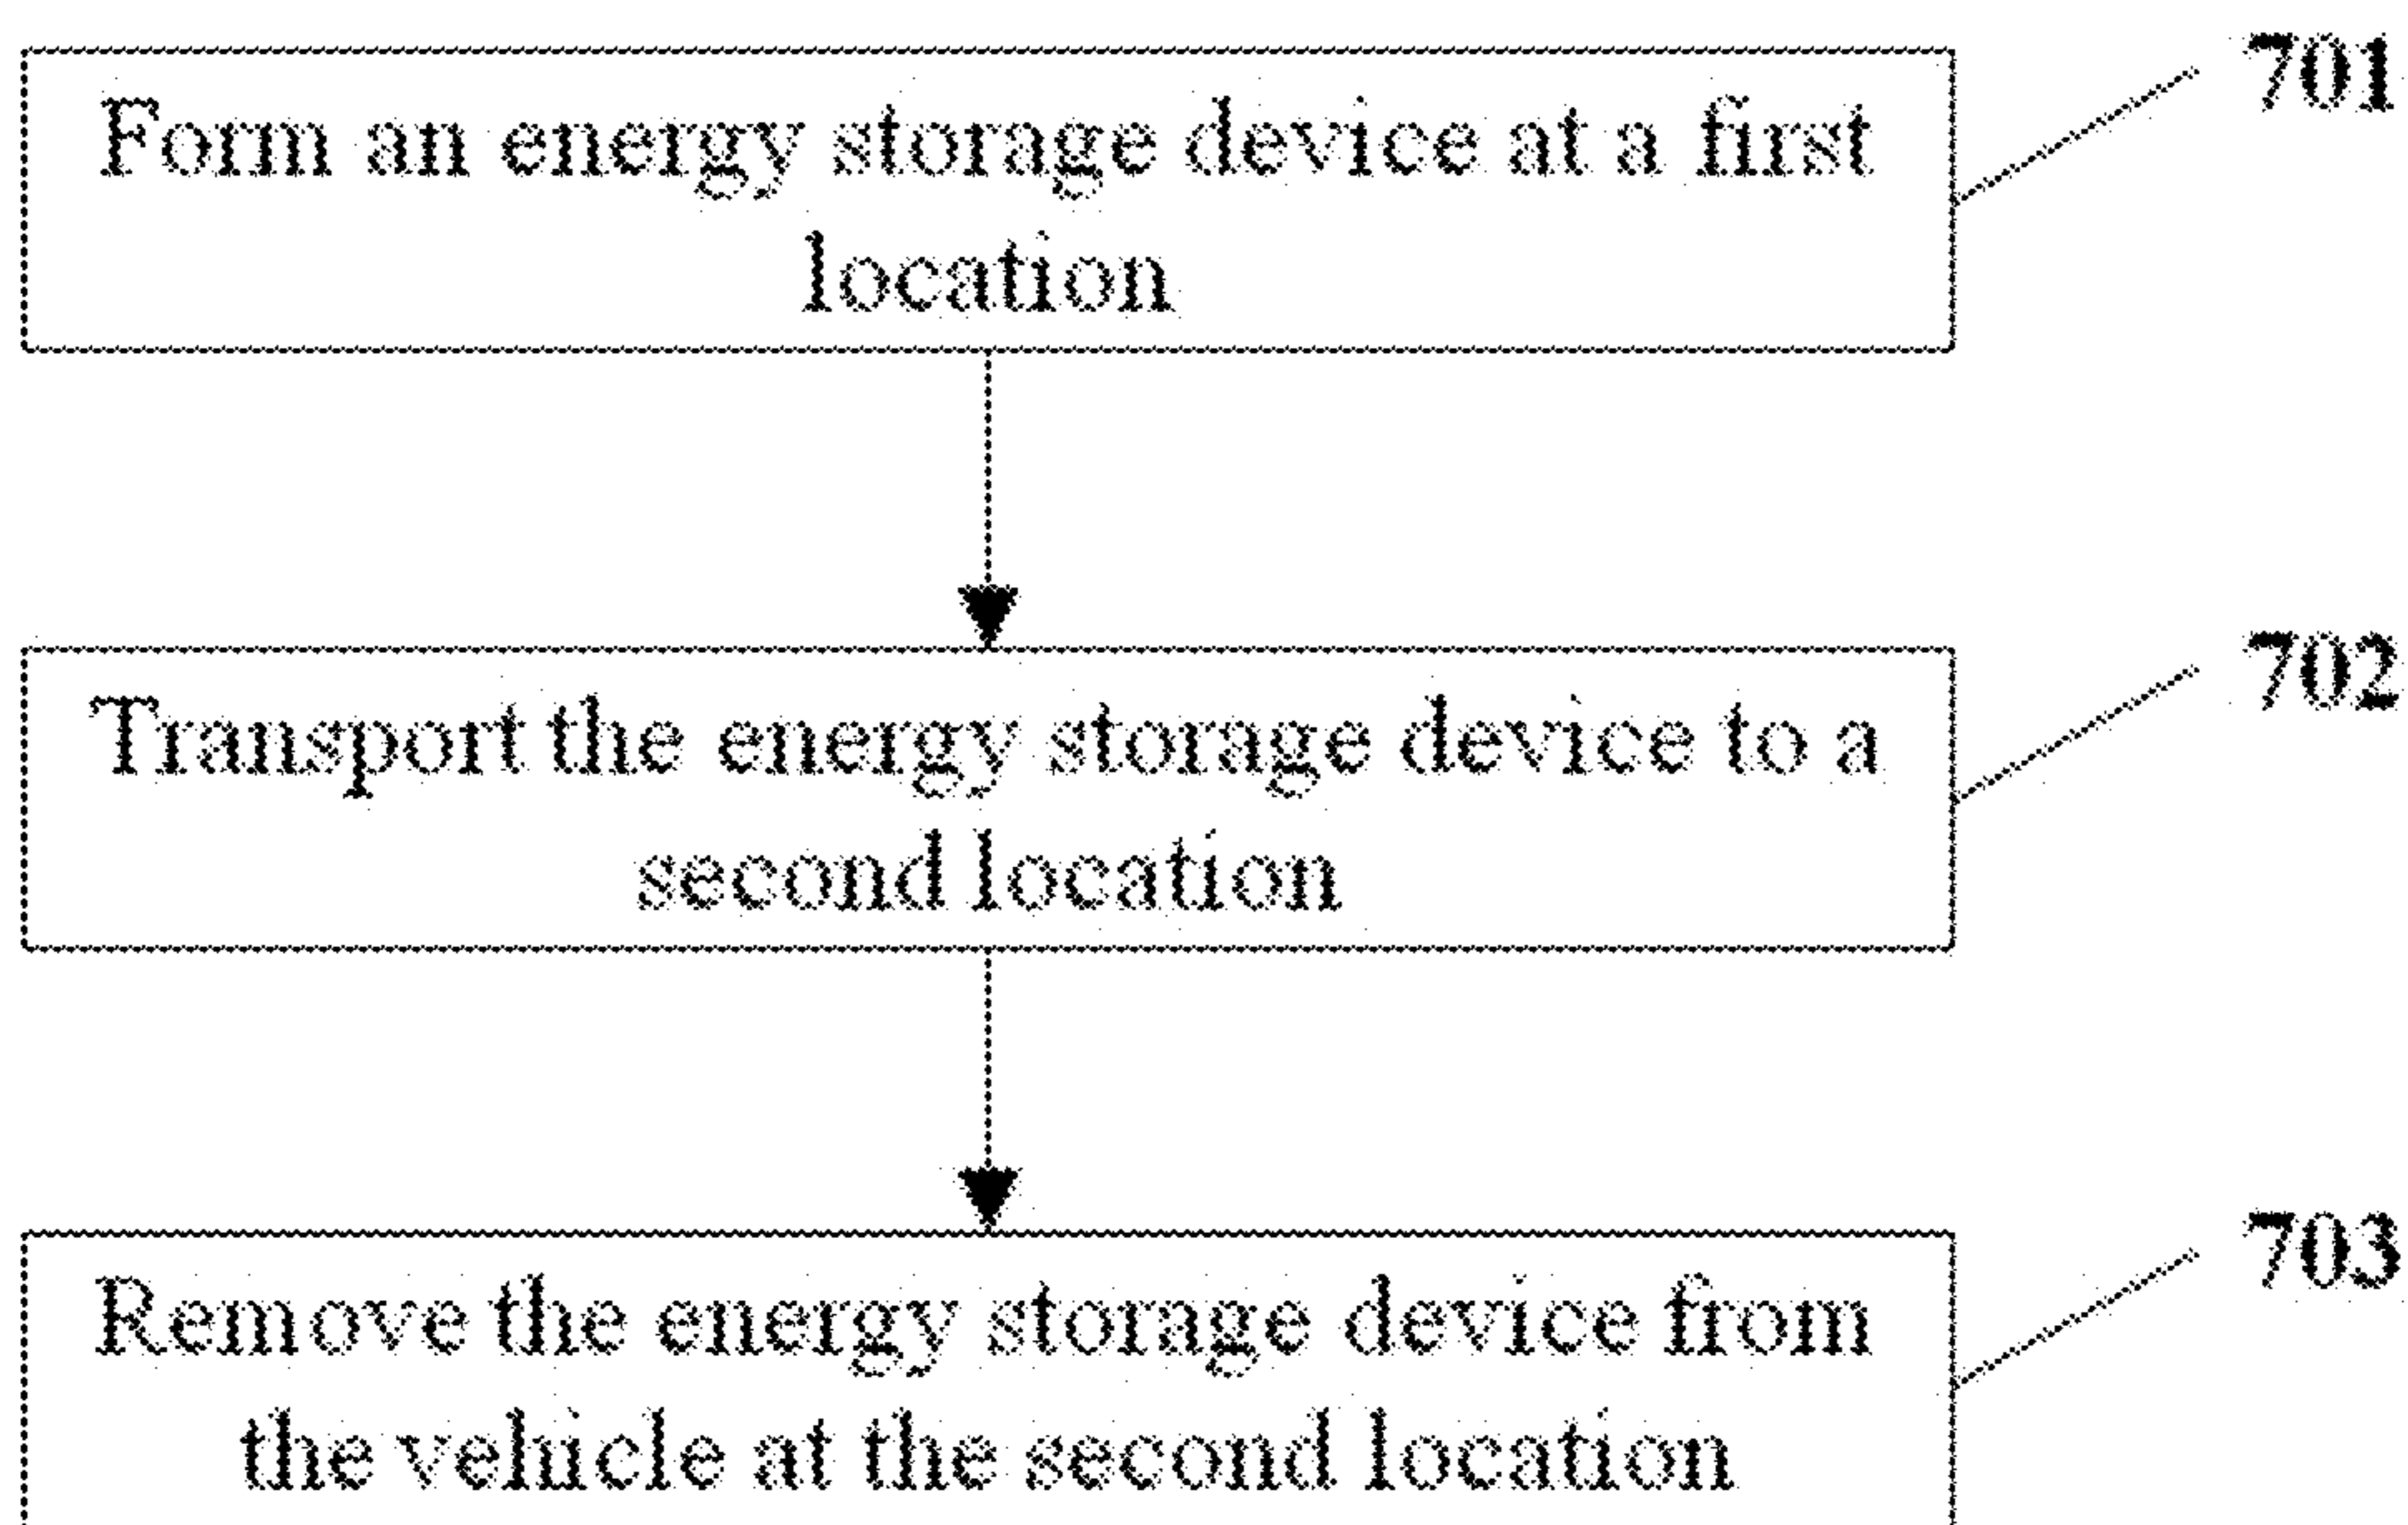 Form an energy storage device at a first
location
701
Transport the energy storage device to a
second location
702
Remove the energy storage device from
the vehicle at the second location
703